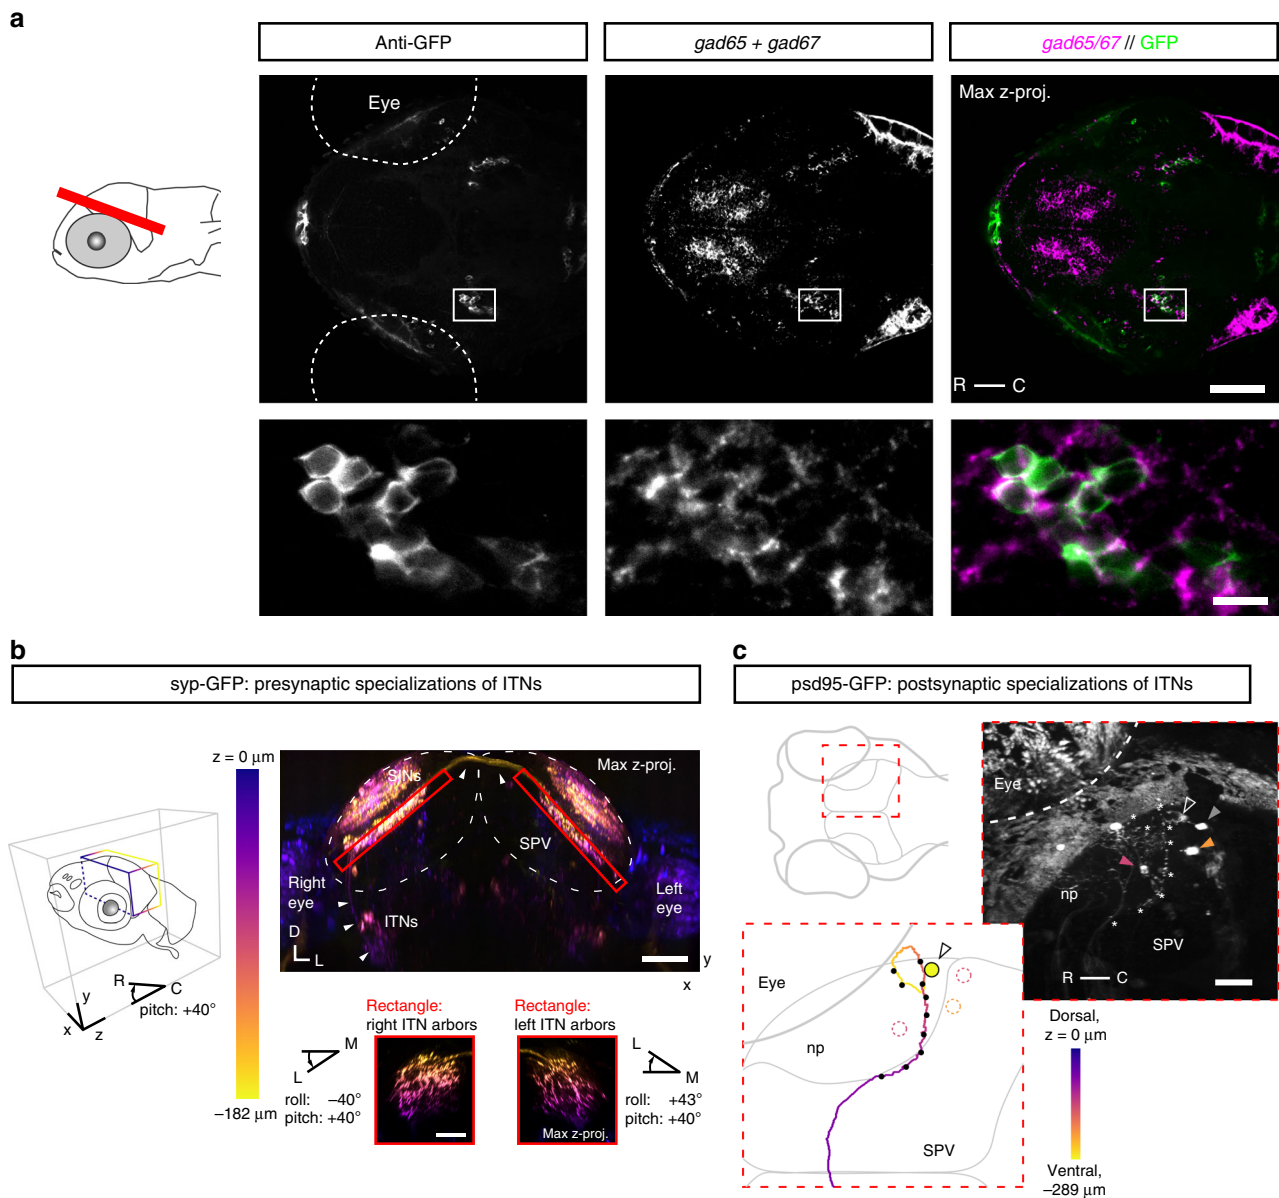 a
Anti-GFP
gad65 + gad67
gad65/67 // GFP
Eye
Max z-proj.
R C
b
syp-GFP: presynaptic specializations of ITNs
z = 0 µm
–182 µm
R
C
pitch: +40°
y
x
z
SINs
Max z-proj.
SPV
Right
eye
Left
eye
ITNs
D
L
y
x
Rectangle:
right ITN arbors
Rectangle:
left ITN arbors
M
L
roll: –40°
pitch: +40°
Max z-proj.
L
M
roll: +43°
pitch: +40°
c
psd95-GFP: postsynaptic specializations of ITNs
Eye
np
SPV
R C
Eye
np
SPV
Dorsal,
z = 0 µm
Ventral,
–289 µm